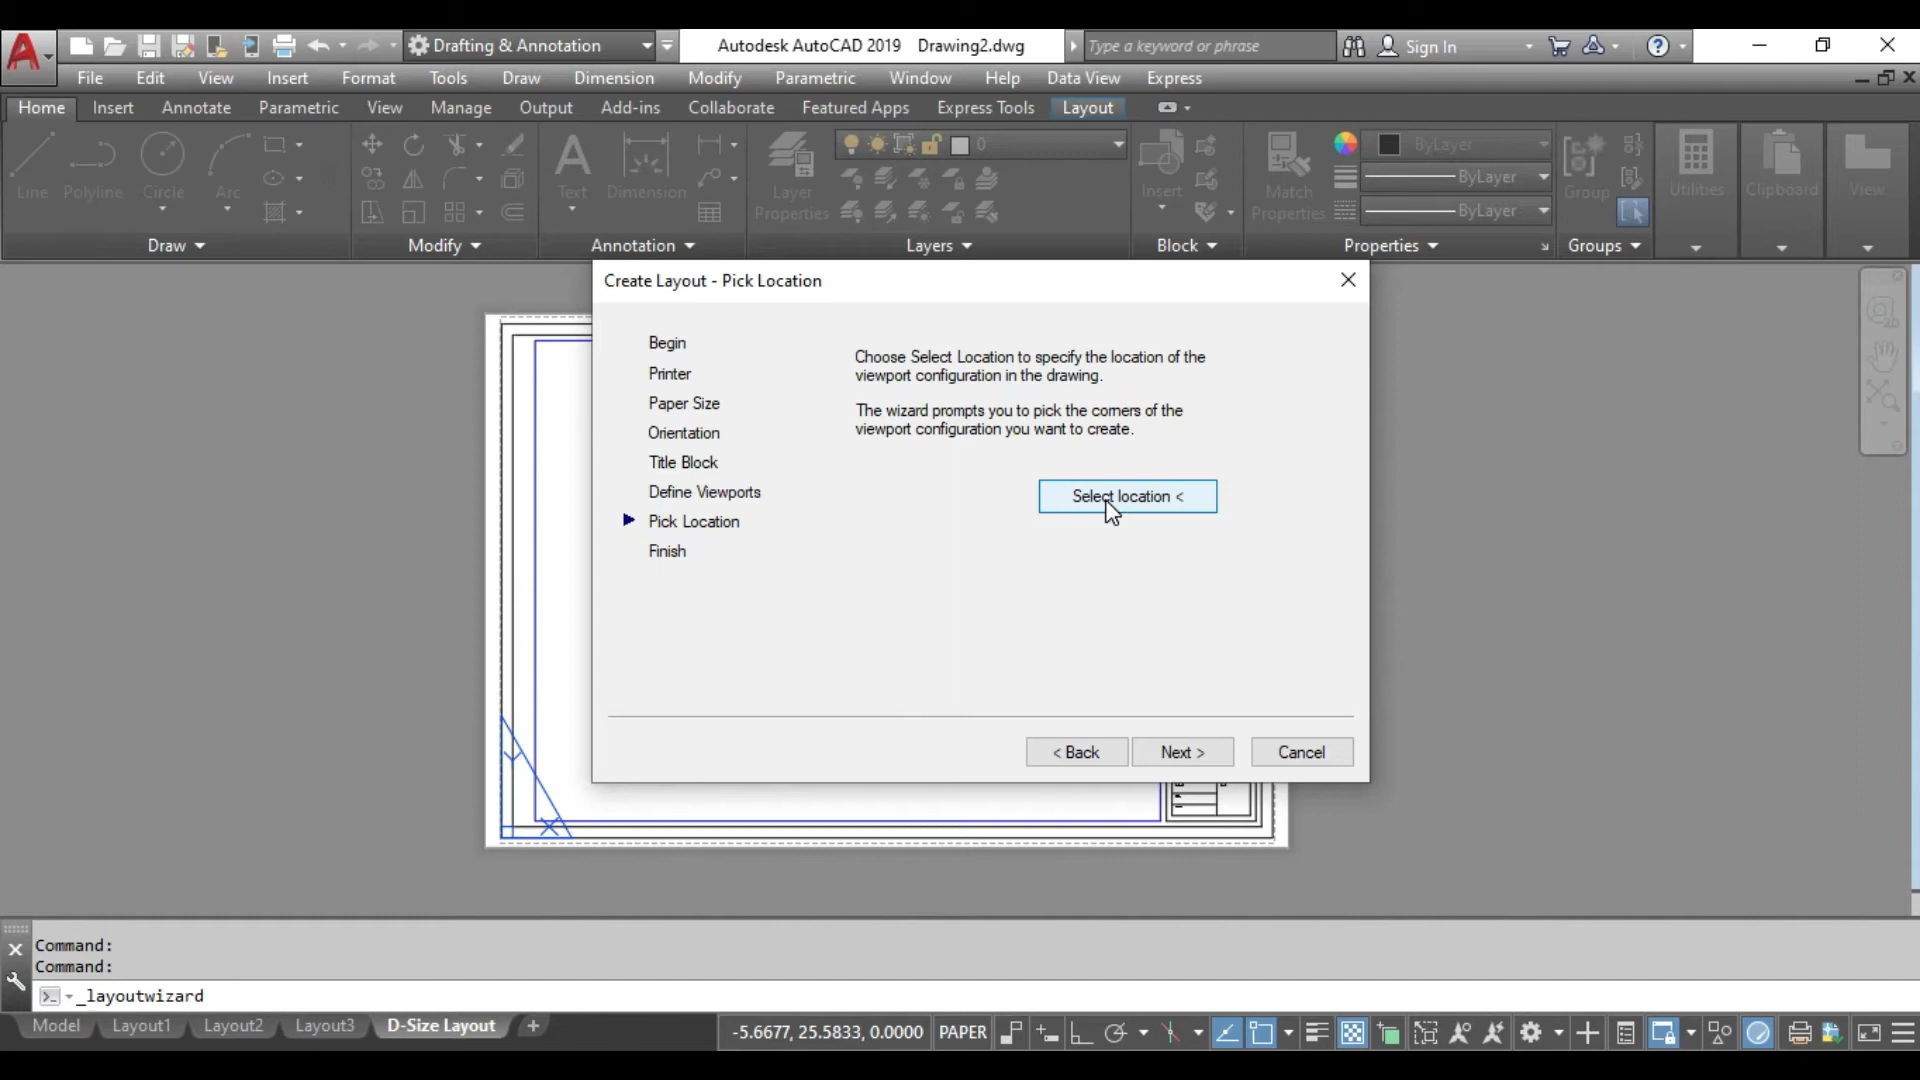 Drafting & Annotation
Autodesk AutoCAD 2019 Drawing2.dwg
Type a keyword or phrase
Sign In
File Edit View Insert Format Tools Draw Dimension Modify Parametric Window Help Data View Express
Home Insert Annotate Parametric View Manage Output Add-ins Collaborate Featured Apps Express Tools Layout
Line Polyline Circle Arc
Text Dimension
Layer Properties
0
Insert
Match Properties
ByLayer
ByLayer
ByLayer
Group
Utilities
Clipboard
View
Draw Modify Annotation Layers Block Properties Groups
Create Layout - Pick Location
Begin
Printer
Paper Size
Orientation
Title Block
Define Viewports
Pick Location
Finish
Choose Select Location to specify the location of the
viewport configuration in the drawing.
The wizard prompts you to pick the corners of the
viewport configuration you want to create.
Select location <
< Back
Next >
Cancel
Y
X
Command:
Command:
_layoutwizard
Model Layout1 Layout2 Layout3 D-Size Layout +
-5.6677, 25.5833, 0.0000 PAPER